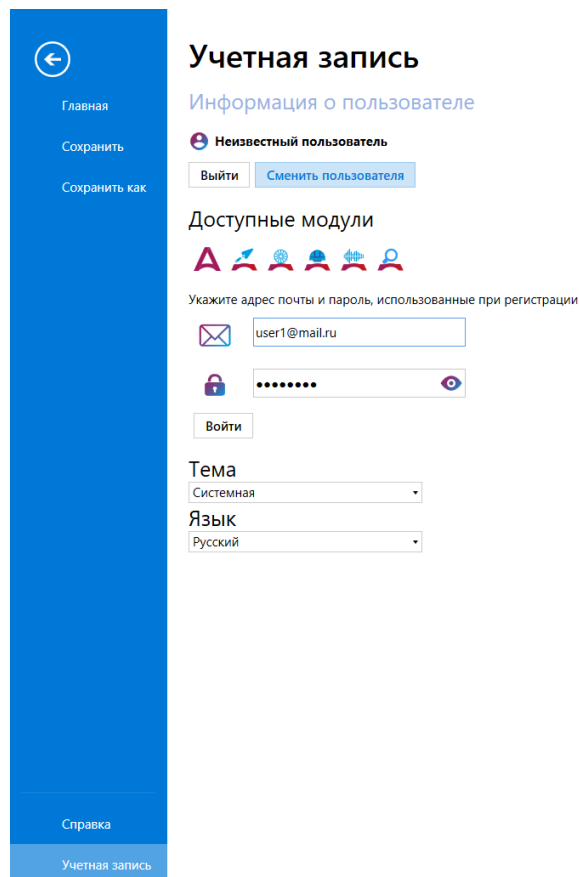 Учетная запись
Информация о пользователе
Неизвестный пользователь
Выйти
Сменить пользователя
Доступные модули
Укажите адрес почты и пароль, использованные при регистрации
user1@mail.ru
••••••••
Войти
Тема
Системная
Язык
Русский
Главная
Сохранить
Сохранить как
Справка
Учетная запись